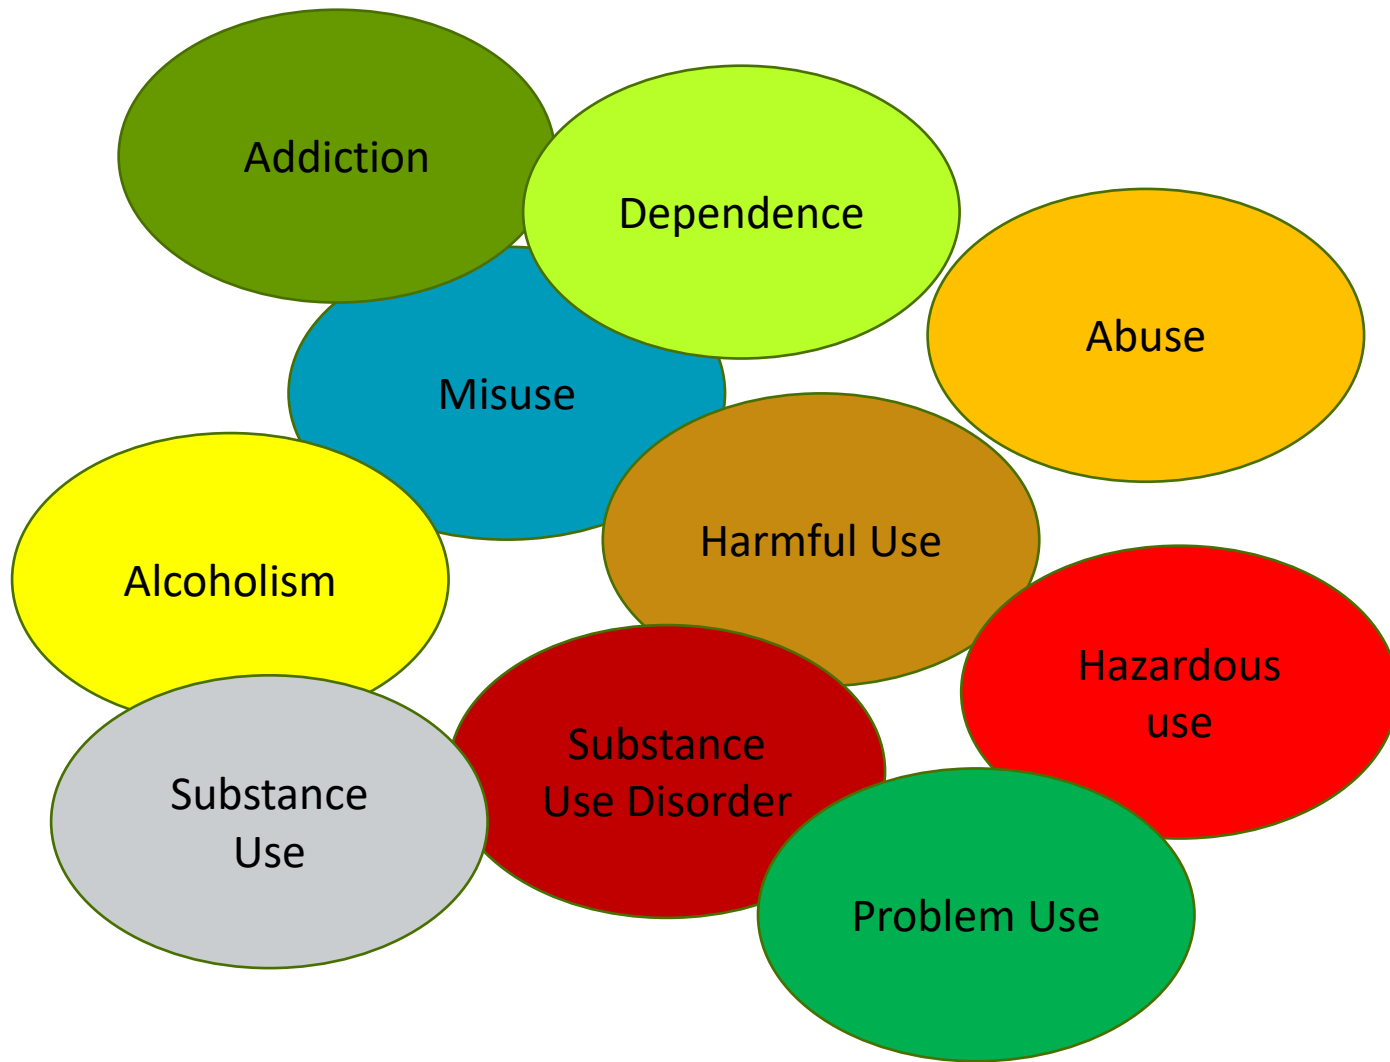 Addiction
Dependence
Abuse
Misuse
Harmful Use
Alcoholism
Hazardous
use
Substance
Use Disorder
Substance
Use
Problem Use